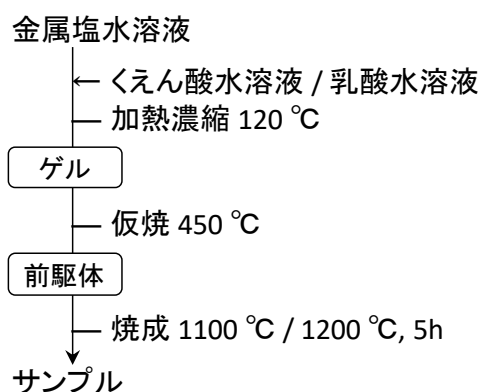 金属塩水溶液
くえん酸水溶液 / 乳酸水溶液
加熱濃縮 120 ℃
ゲル
仮焼 450 ℃
前駆体
焼成 1100 ℃ / 1200 ℃, 5h
サンプル